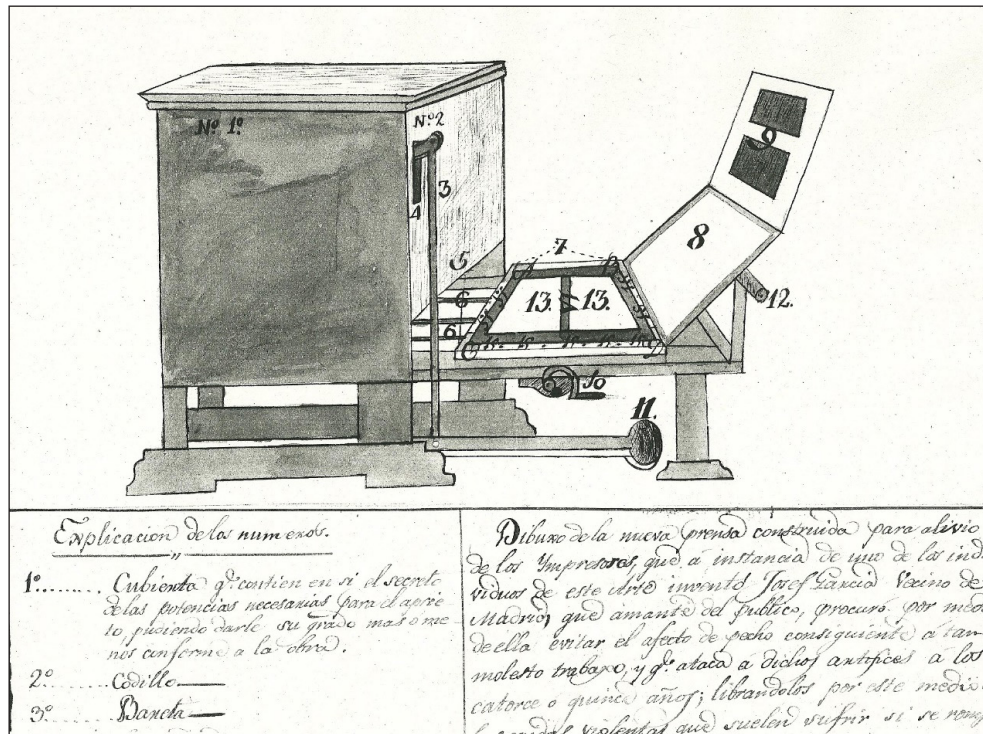 Nº 1º
Nº 2
3
4
5
6
6
7
8
9
10
11.
12.
13. 13.
Explicacion de los numeros.
1º........ Cubierta qᵉ contien en si el secreto
de las potencias necesarias para el aprie
to, pudiendo darle su grado mas o me
nos conforme a la obra.
2º ........ Codillo
3º ........ Barreta
Dibuxo de la nueva prensa construida para alivio
de los Ympresores, que á instancia de uno de los indi
viduos de este Arte inventó Josef Garcia Vecino de
Madrid, que amante del publico, procuró por medio
de ella evitar el afecto de pecho consiguiente á tan
molesto trabaxo, y qᵉ ataca á dichos artifices á los
catorce o quince años; librandolos por este medio
violentas que suelen sufrir si se rompe